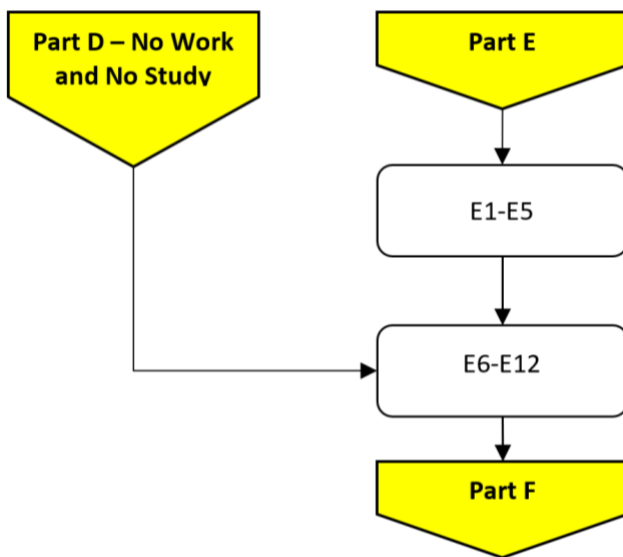 Part D – No Work
and No Study
Part E
E1-E5
E6-E12
Part F